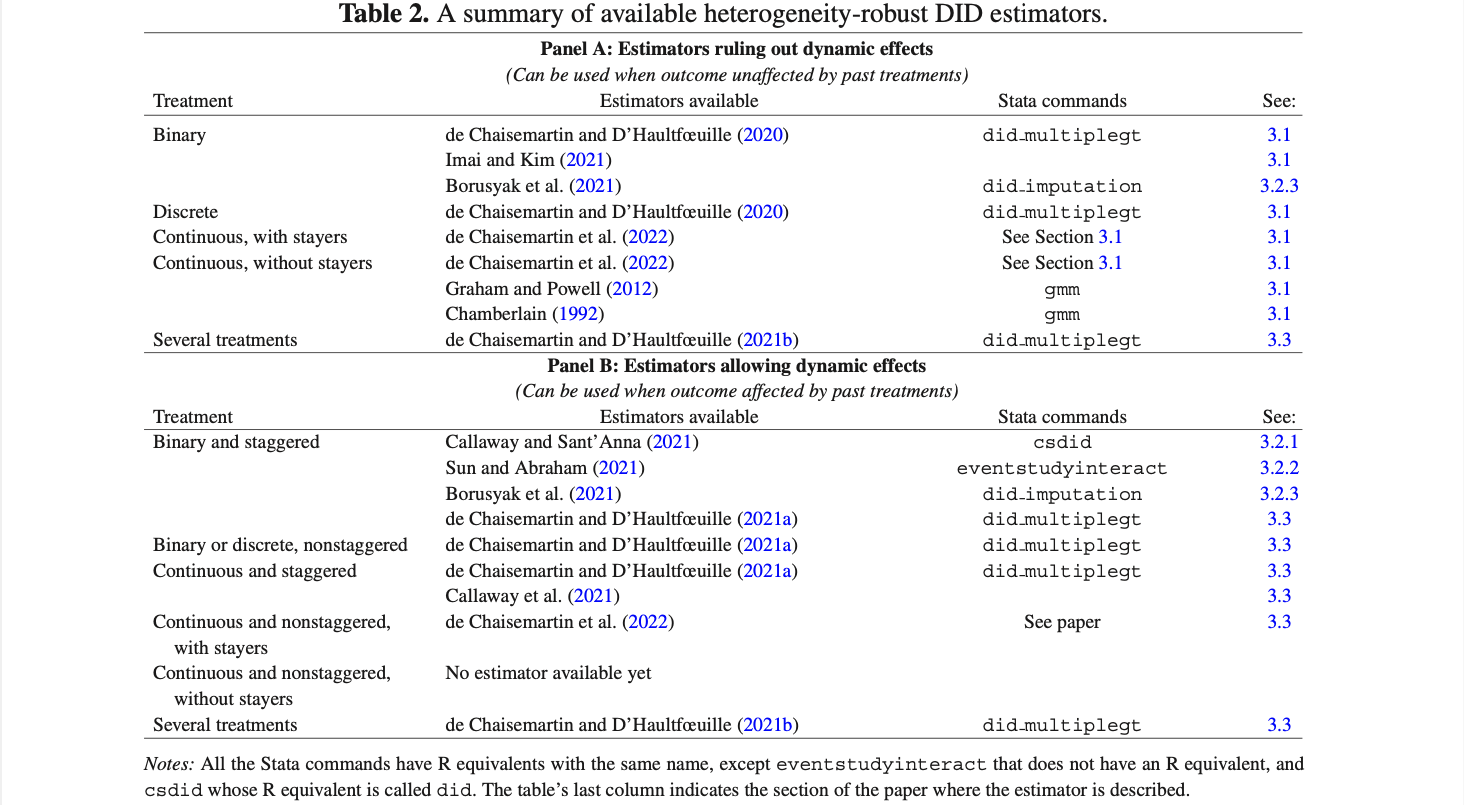 Table 2. A summary of available heterogeneity-robust DID estimators.
Panel A: Estimators ruling out dynamic effects
(Can be used when outcome unaffected by past treatments)
Treatment Estimators available Stata commands See:
Binary de Chaisemartin and D’Haultfœuille (2020) did_multiplegt 3.1
Imai and Kim (2021) 3.1
Borusyak et al. (2021) did_imputation 3.2.3
Discrete de Chaisemartin and D’Haultfœuille (2020) did_multiplegt 3.1
Continuous, with stayers de Chaisemartin et al. (2022) See Section 3.1 3.1
Continuous, without stayers de Chaisemartin et al. (2022) See Section 3.1 3.1
Graham and Powell (2012) gmm 3.1
Chamberlain (1992) gmm 3.1
Several treatments de Chaisemartin and D’Haultfœuille (2021b) did_multiplegt 3.3
Panel B: Estimators allowing dynamic effects
(Can be used when outcome affected by past treatments)
Treatment Estimators available Stata commands See:
Binary and staggered Callaway and Sant’Anna (2021) csdid 3.2.1
Sun and Abraham (2021) eventstudyinteract 3.2.2
Borusyak et al. (2021) did_imputation 3.2.3
de Chaisemartin and D’Haultfœuille (2021a) did_multiplegt 3.3
Binary or discrete, nonstaggered de Chaisemartin and D’Haultfœuille (2021a) did_multiplegt 3.3
Continuous and staggered de Chaisemartin and D’Haultfœuille (2021a) did_multiplegt 3.3
Callaway et al. (2021) 3.3
Continuous and nonstaggered, de Chaisemartin et al. (2022) See paper 3.3
with stayers
Continuous and nonstaggered, No estimator available yet
without stayers
Several treatments de Chaisemartin and D’Haultfœuille (2021b) did_multiplegt 3.3
Notes: All the Stata commands have R equivalents with the same name, except eventstudyinteract that does not have an R equivalent, and
csdid whose R equivalent is called did. The table’s last column indicates the section of the paper where the estimator is described.